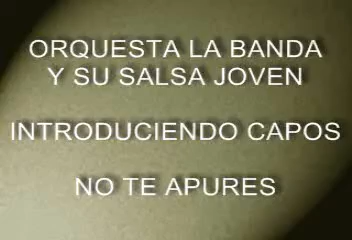 ORQUESTA LA BANDA
Y SU SALSA JOVEN
INTRODUCIENDO CAPOS
NO TE APURES